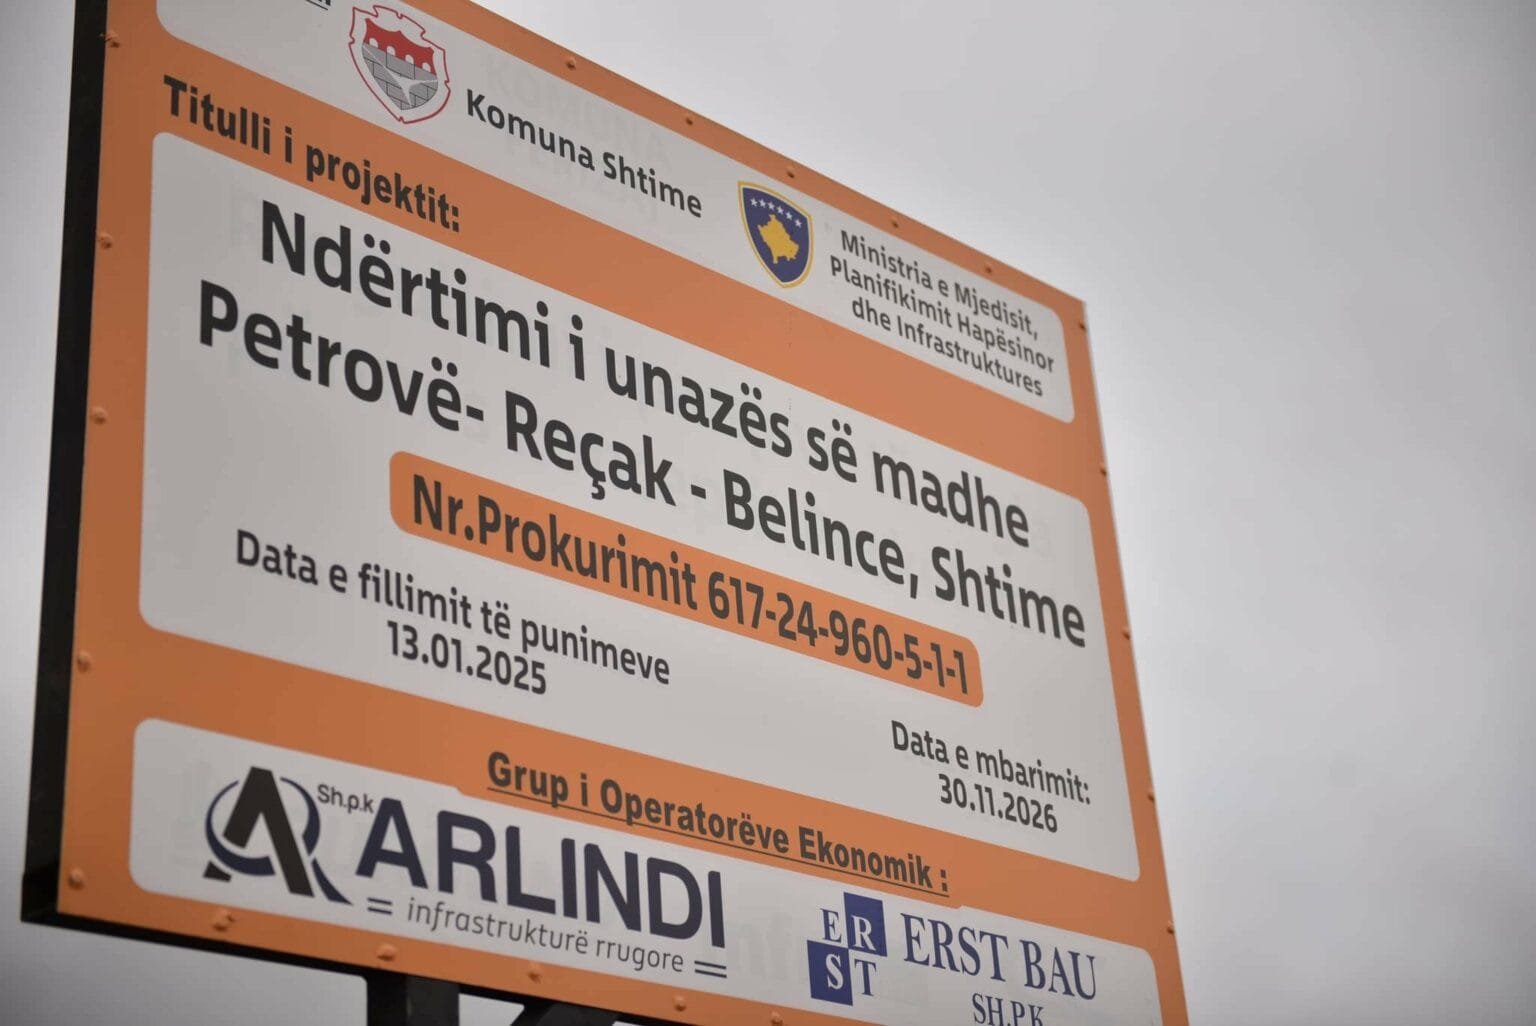 Komuna Shtime
Ministria e Mjedisit,
Planifikimit Hapësinor
dhe Infrastruktures
Titulli i projektit:
Ndërtimi i unazës së madhe
Petrovë- Reçak - Belince, Shtime
Nr.Prokurimit 617-24-960-5-1-1
Data e fillimit të punimeve
13.01.2025
Data e mbarimit:
30.11.2026
Grup i Operatorëve Ekonomik :
Sh.p.k
ARLINDI
= infrastrukturë rrugore =
ER
ST
ERST BAU
SH.P.K